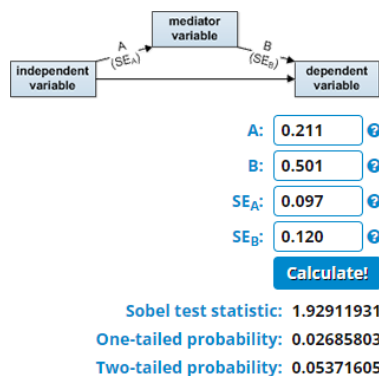 mediator
variable
A
(SEA)
B
(SEB)
independent
variable
dependent
variable
A: 0.211 ?
B: 0.501 ?
SEA: 0.097 ?
SEB: 0.120 ?
Calculate!
Sobel test statistic: 1.92911931
One-tailed probability: 0.02685803
Two-tailed probability: 0.05371605